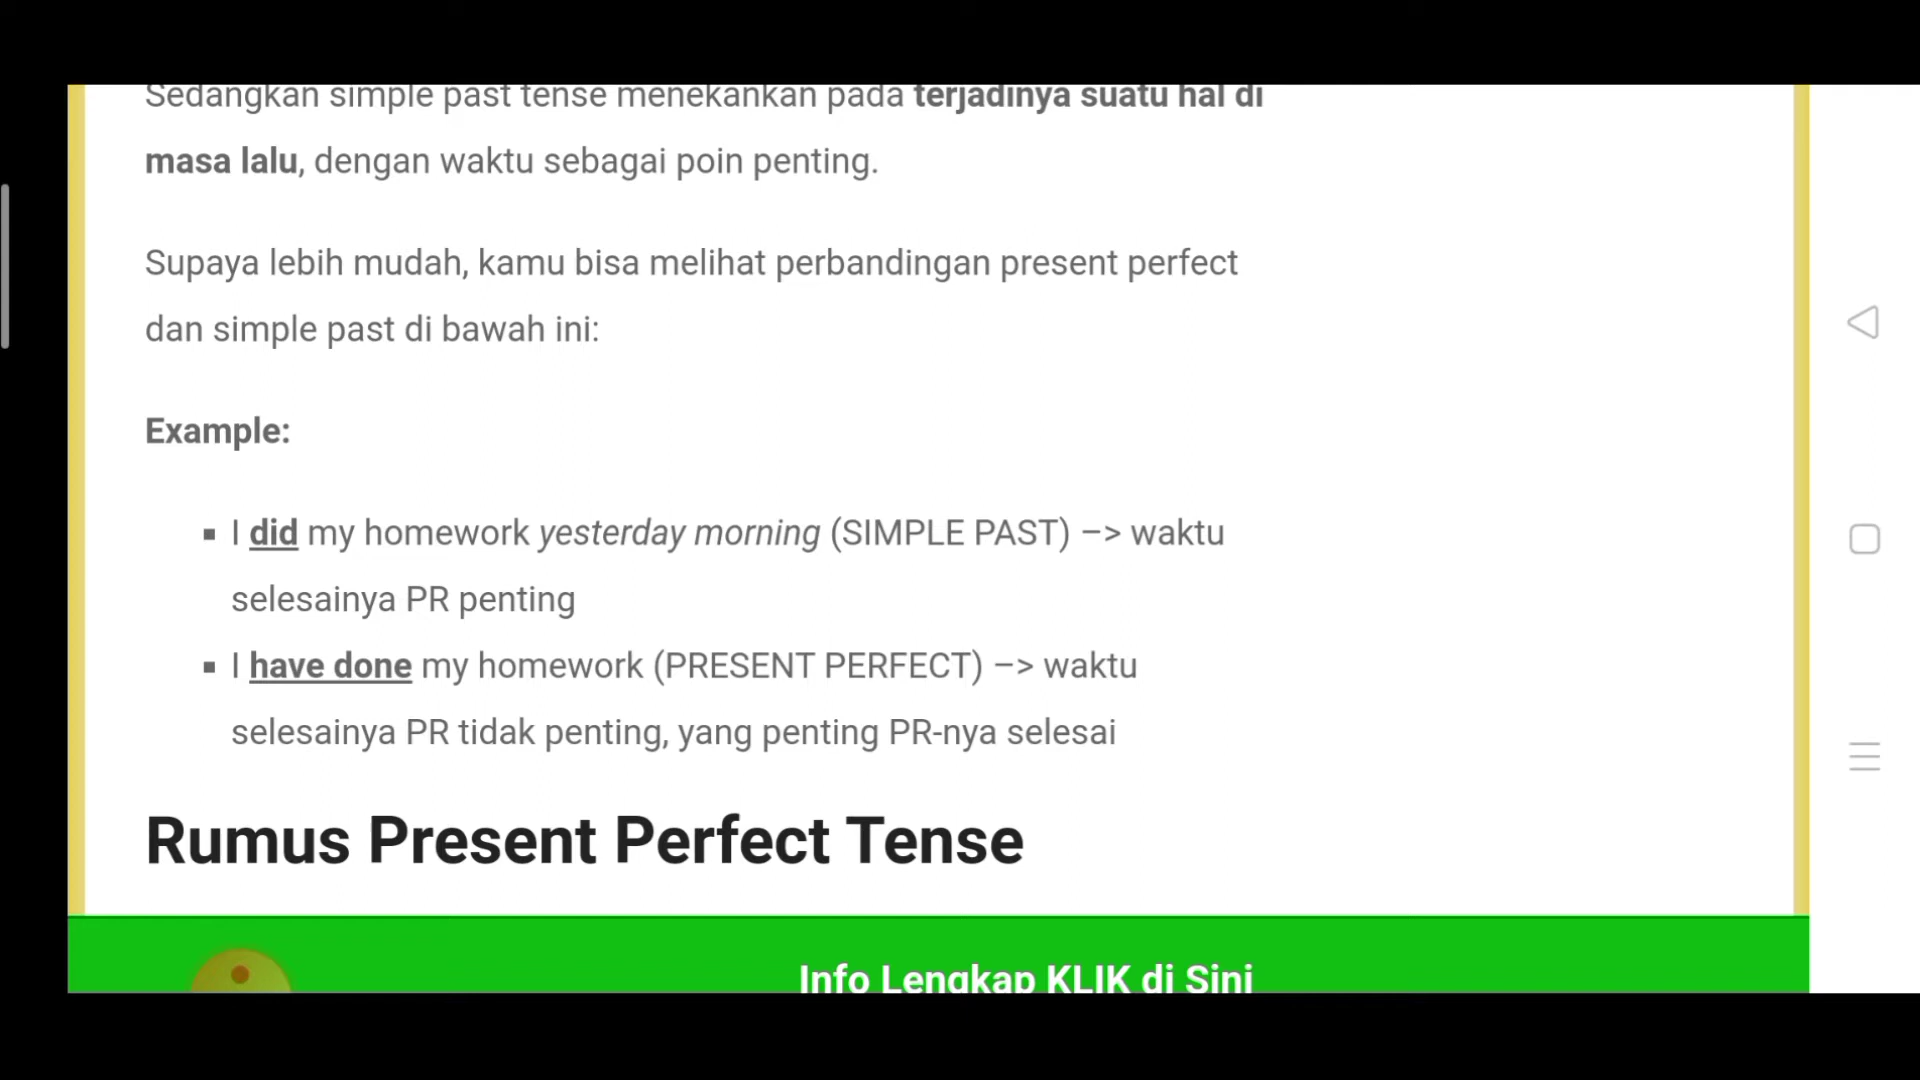 Sedangkan simple past tense menekankan pada terjadinya suatu hal di
masa lalu, dengan waktu sebagai poin penting.
Supaya lebih mudah, kamu bisa melihat perbandingan present perfect
dan simple past di bawah ini:
Example:
▪ I did my homework yesterday morning (SIMPLE PAST) –> waktu
selesainya PR penting
▪ I have done my homework (PRESENT PERFECT) –> waktu
selesainya PR tidak penting, yang penting PR-nya selesai
Rumus Present Perfect Tense
Info Lengkap KLIK di Sini